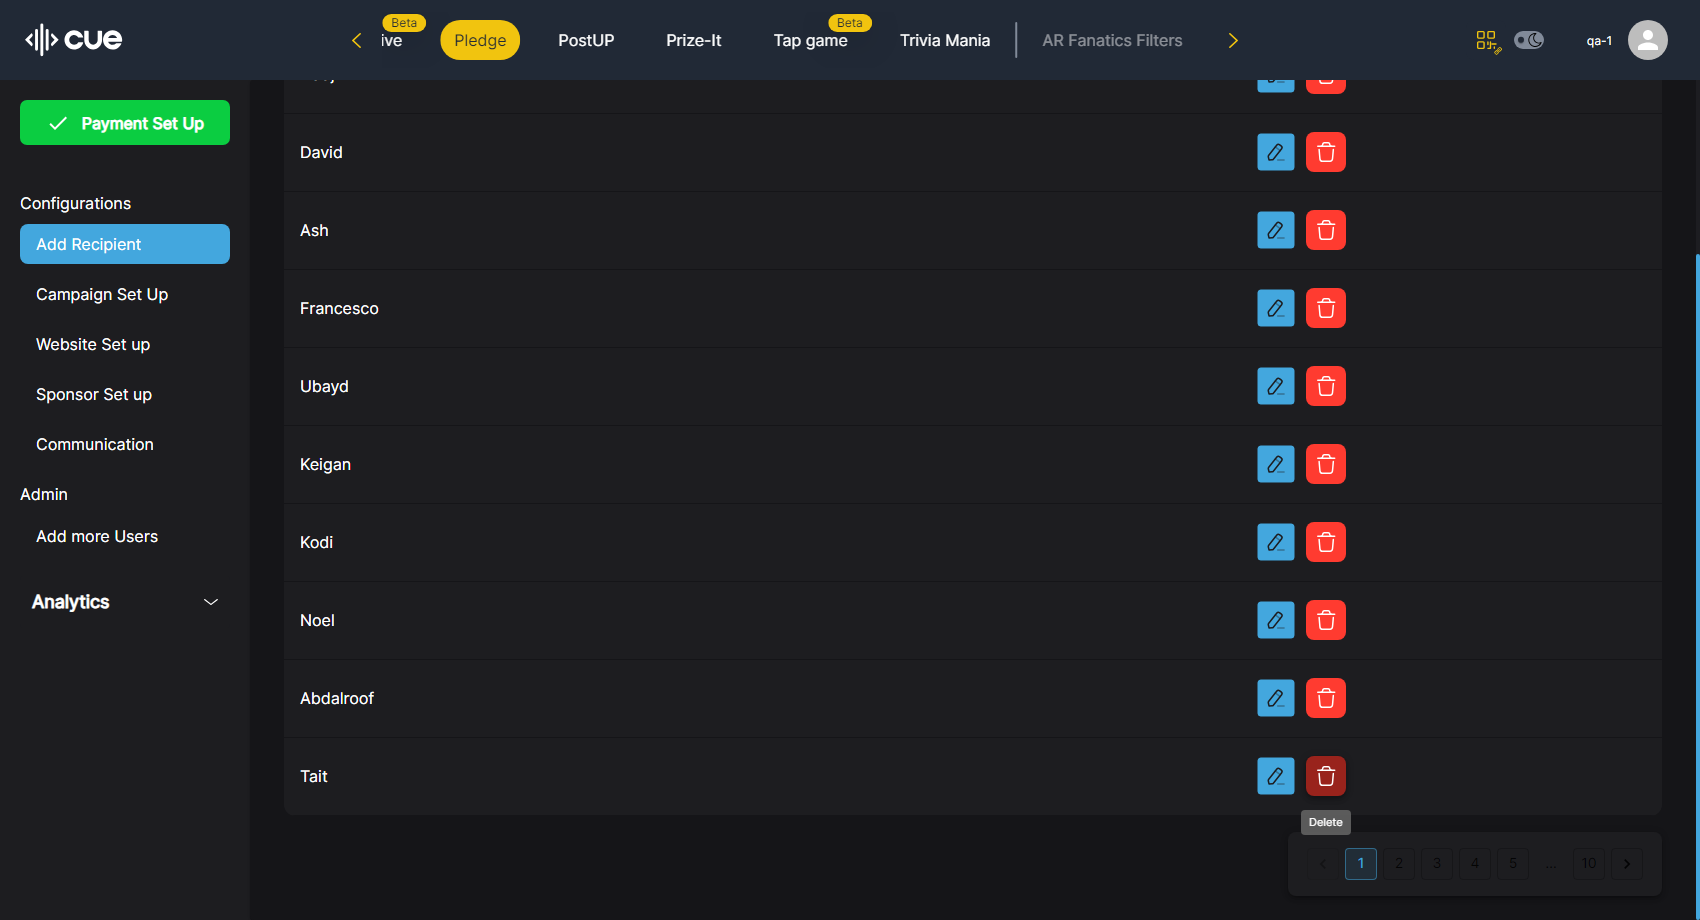 cue
Beta
ive
Pledge
PostUP
Prize-It
Beta
Tap game
Trivia Mania
AR Fanatics Filters
qa-1
Payment Set Up
Configurations
Add Recipient
Campaign Set Up
Website Set up
Sponsor Set up
Communication
Admin
Add more Users
Analytics
David
Ash
Francesco
Ubayd
Keigan
Kodi
Noel
Abdalroof
Tait
Delete
< 1 2 3 4 5 ... 10 >